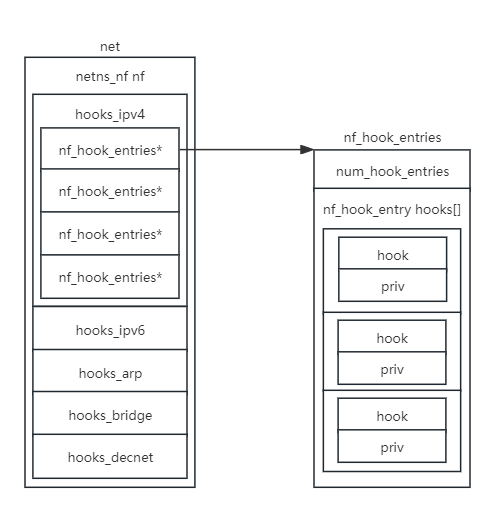 net
netns_nf nf
hooks_ipv4
nf_hook_entries*
nf_hook_entries*
nf_hook_entries*
nf_hook_entries*
hooks_ipv6
hooks_arp
hooks_bridge
hooks_decnet
nf_hook_entries
num_hook_entries
nf_hook_entry hooks[]
hook
priv
hook
priv
hook
priv